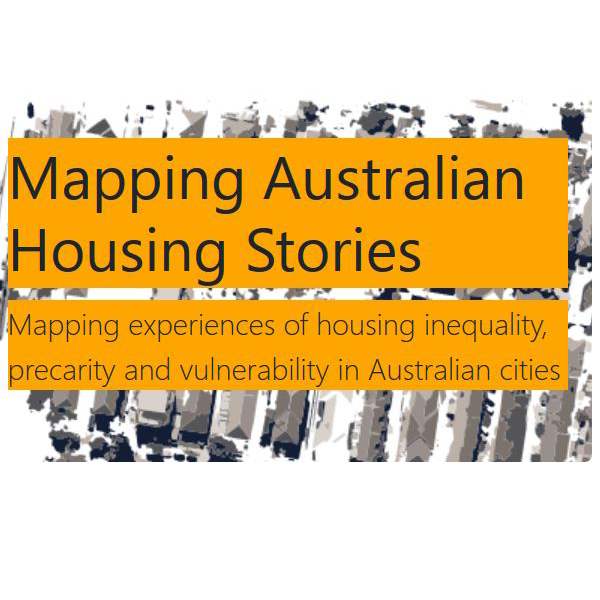 Mapping Australian
Housing Stories
Mapping experiences of housing inequality,
precarity and vulnerability in Australian cities